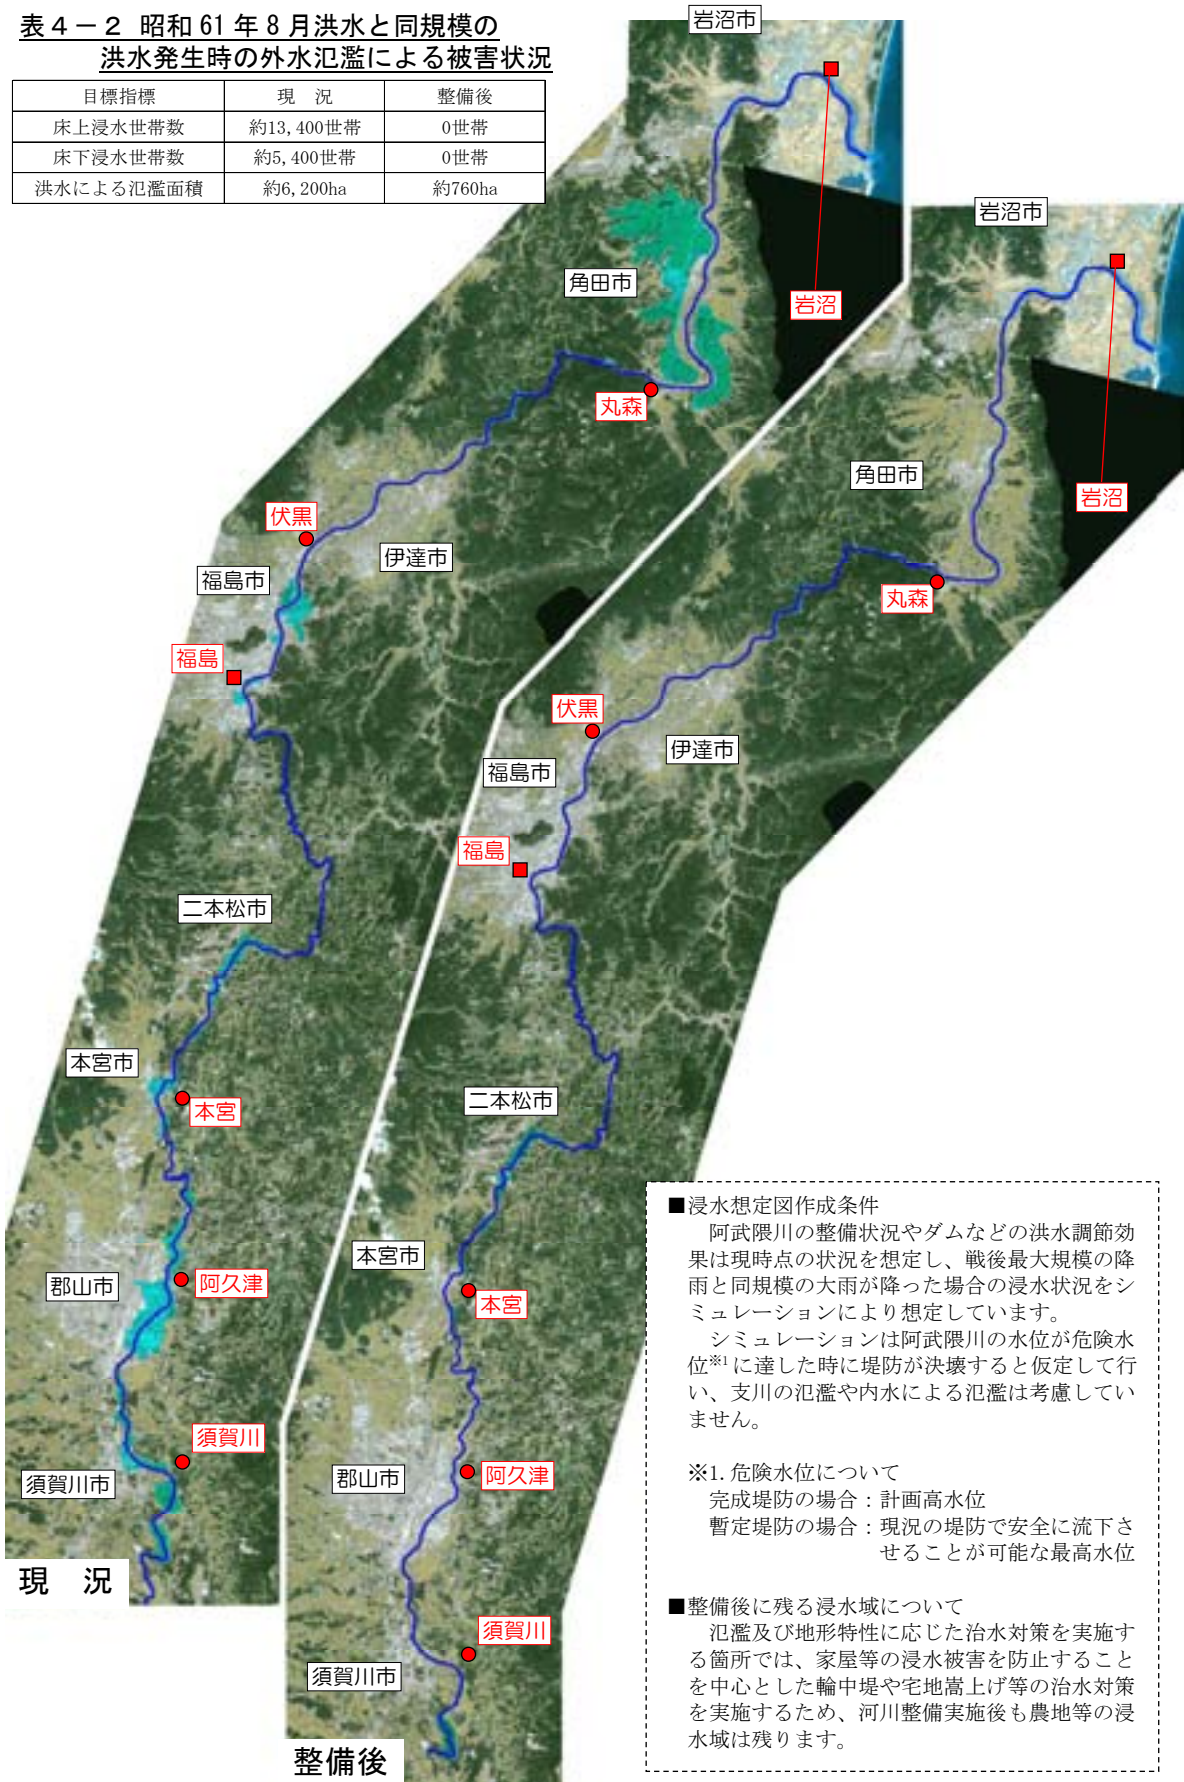 表４－２ 昭和 61 年 8 月洪水と同規模の
洪水発生時の外水氾濫による被害状況
目標指標 現　況 整備後
床上浸水世帯数 約13,400世帯 0世帯
床下浸水世帯数 約5,400世帯 0世帯
洪水による氾濫面積 約6,200ha 約760ha
岩沼市
角田市
岩沼
丸森
伏黒
伊達市
福島市
福島
二本松市
本宮市
本宮
郡山市
阿久津
須賀川
須賀川市
現　況
岩沼市
岩沼
角田市
丸森
伏黒
伊達市
福島市
福島
二本松市
本宮市
本宮
郡山市
阿久津
須賀川
須賀川市
整備後
■浸水想定図作成条件
阿武隈川の整備状況やダムなどの洪水調節効
果は現時点の状況を想定し、戦後最大規模の降
雨と同規模の大雨が降った場合の浸水状況をシ
ミュレーションにより想定しています。
シミュレーションは阿武隈川の水位が危険水
位※1に達した時に堤防が決壊すると仮定して行
い、支川の氾濫や内水による氾濫は考慮してい
ません。
※1.危険水位について
完成堤防の場合：計画高水位
暫定堤防の場合：現況の堤防で安全に流下さ
せることが可能な最高水位
■整備後に残る浸水域について
氾濫及び地形特性に応じた治水対策を実施す
る箇所では、家屋等の浸水被害を防止すること
を中心とした輪中堤や宅地嵩上げ等の治水対策
を実施するため、河川整備実施後も農地等の浸
水域は残ります。